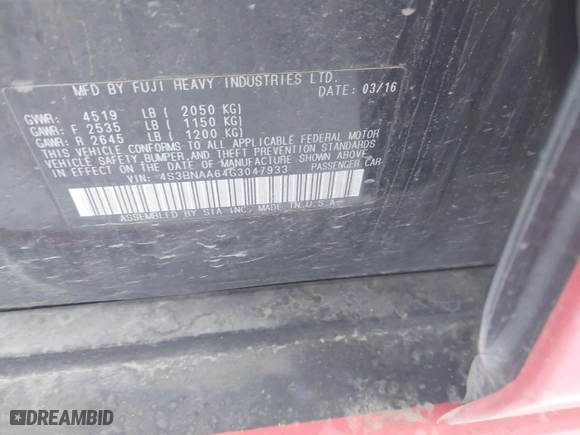 MFD BY FUJI HEAVY INDUSTRIES LTD.
DATE: 03/16
GVWR: 4519 LB ( 2050 KG)
GAWR: F 2535 LB ( 1150 KG)
GAWR: R 2645 LB ( 1200 KG)
THIS VEHICLE CONFORMS TO ALL APPLICABLE FEDERAL MOTOR
VEHICLE SAFETY, BUMPER, AND THEFT PREVENTION STANDARDS
IN EFFECT ON THE DATE OF MANUFACTURE SHOWN ABOVE.
VIN: 4S3BNAA64G3047933 PASSENGER CAR
ASSEMBLED BY SIA INC. MADE IN U.S.A.
DREAMBID